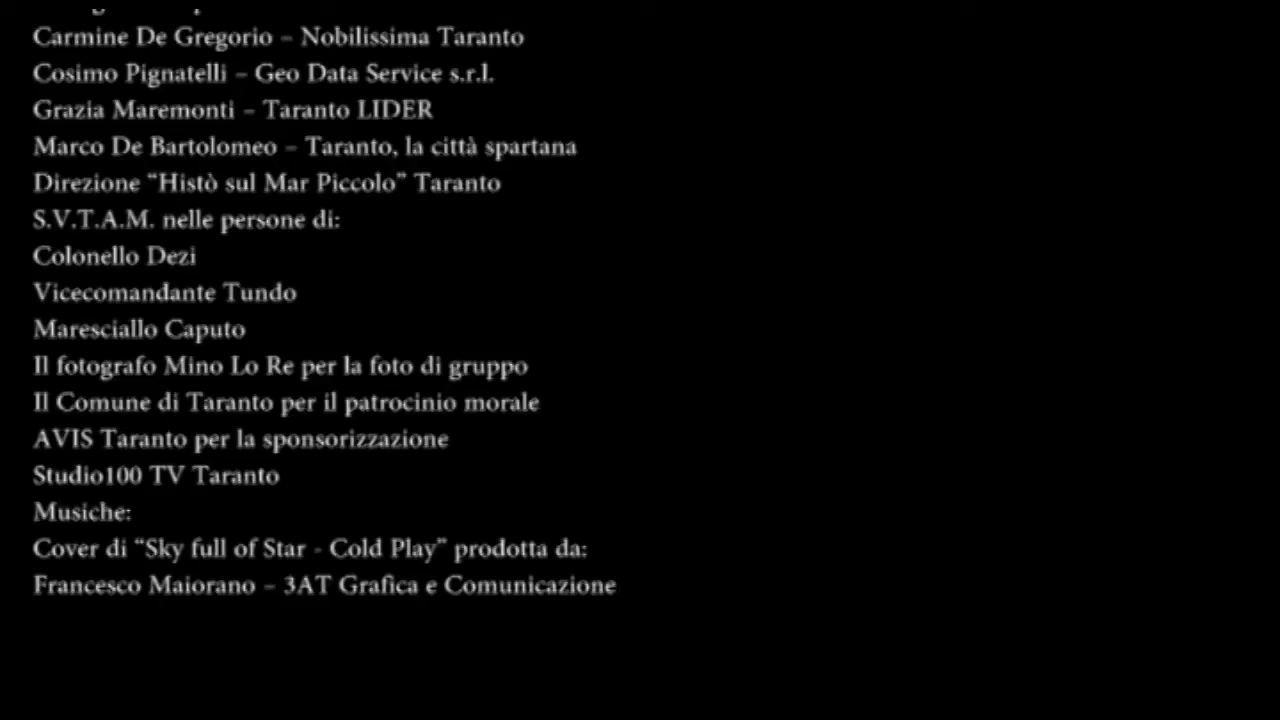 Carmine De Gregorio – Nobilissima Taranto
Cosimo Pignatelli – Geo Data Service s.r.l.
Grazia Maremonti – Taranto LIDER
Marco De Bartolomeo – Taranto, la città spartana
Direzione “Histò sul Mar Piccolo” Taranto
S.V.T.A.M. nelle persone di:
Colonello Dezi
Vicecomandante Tundo
Maresciallo Caputo
Il fotografo Mino Lo Re per la foto di gruppo
Il Comune di Taranto per il patrocinio morale
AVIS Taranto per la sponsorizzazione
Studio100 TV Taranto
Musiche:
Cover di “Sky full of Star - Cold Play” prodotta da:
Francesco Maiorano – 3AT Grafica e Comunicazione